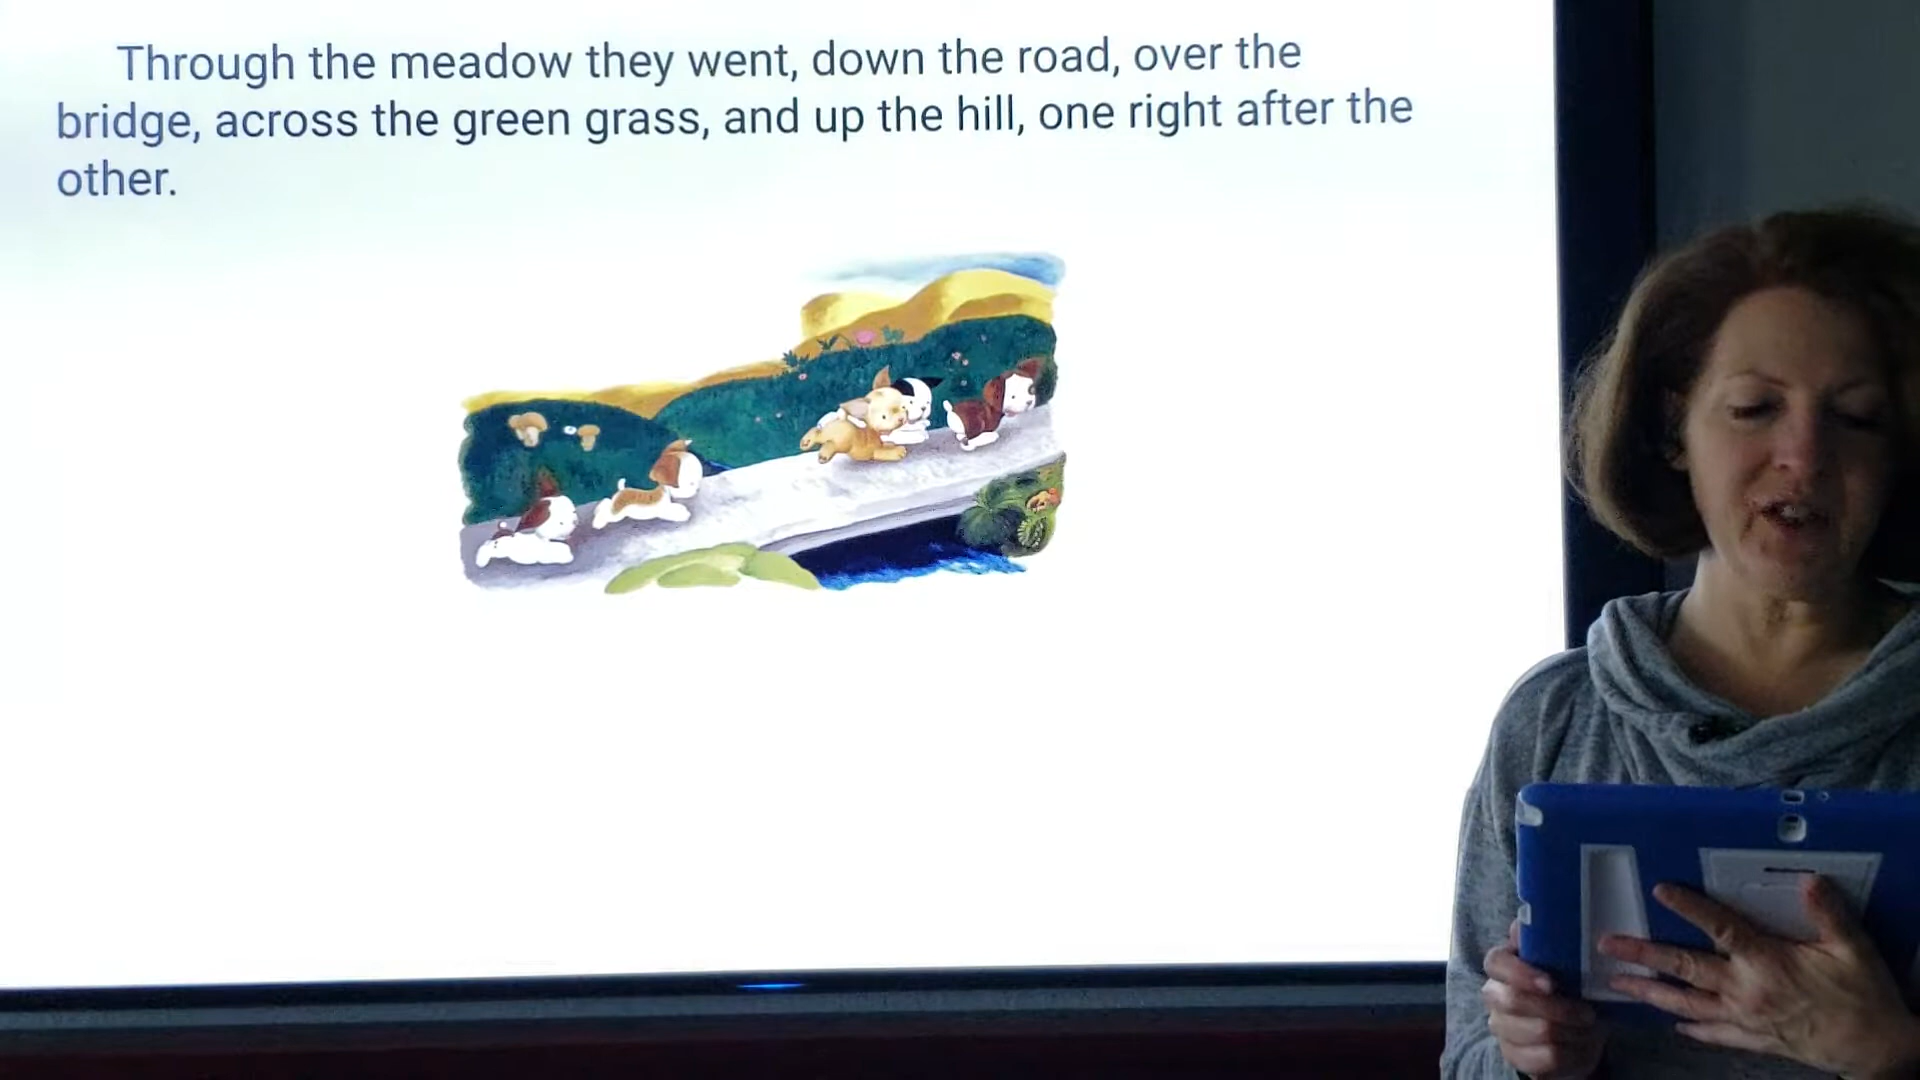 Through the meadow they went, down the road, over the
bridge, across the green grass, and up the hill, one right after the
other.